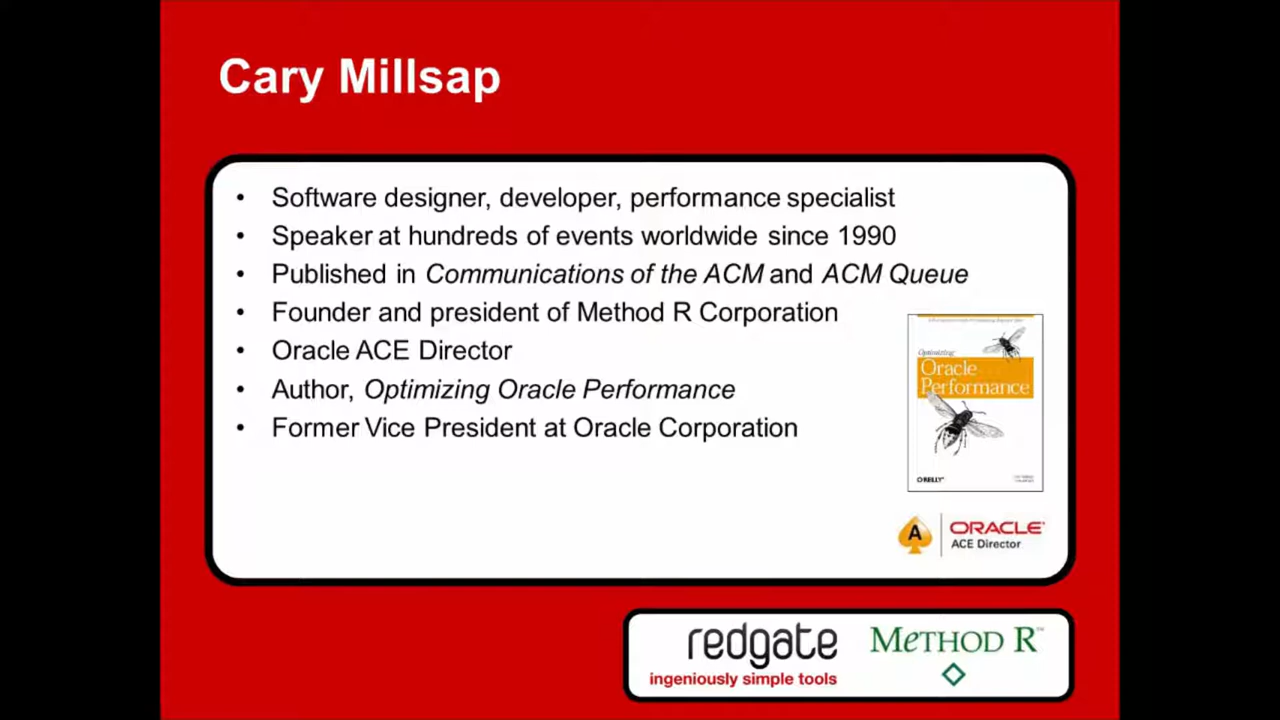 Cary Millsap
• Software designer, developer, performance specialist
• Speaker at hundreds of events worldwide since 1990
• Published in Communications of the ACM and ACM Queue
• Founder and president of Method R Corporation
• Oracle ACE Director
• Author, Optimizing Oracle Performance
• Former Vice President at Oracle Corporation
Optimizing
Oracle
Performance
O'REILLY
A
ORACLE
ACE Director
redgate
ingeniously simple tools
METHOD R™